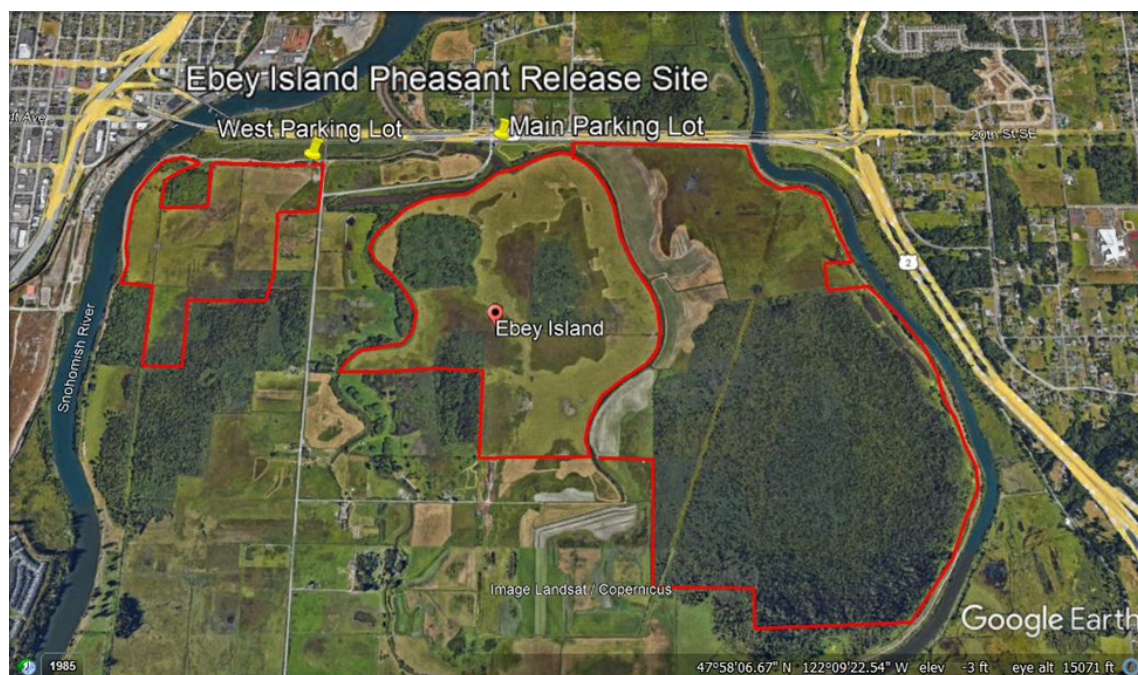 Ebey Island Pheasant Release Site
West Parking Lot
Main Parking Lot
20th St SE
Ave
2
Ebey Island
Snohomish River
Image Landsat / Copernicus
Google Earth
1985
47°58'06.67" N 122°09'22.54" W elev -3 ft eye alt 15071 ft